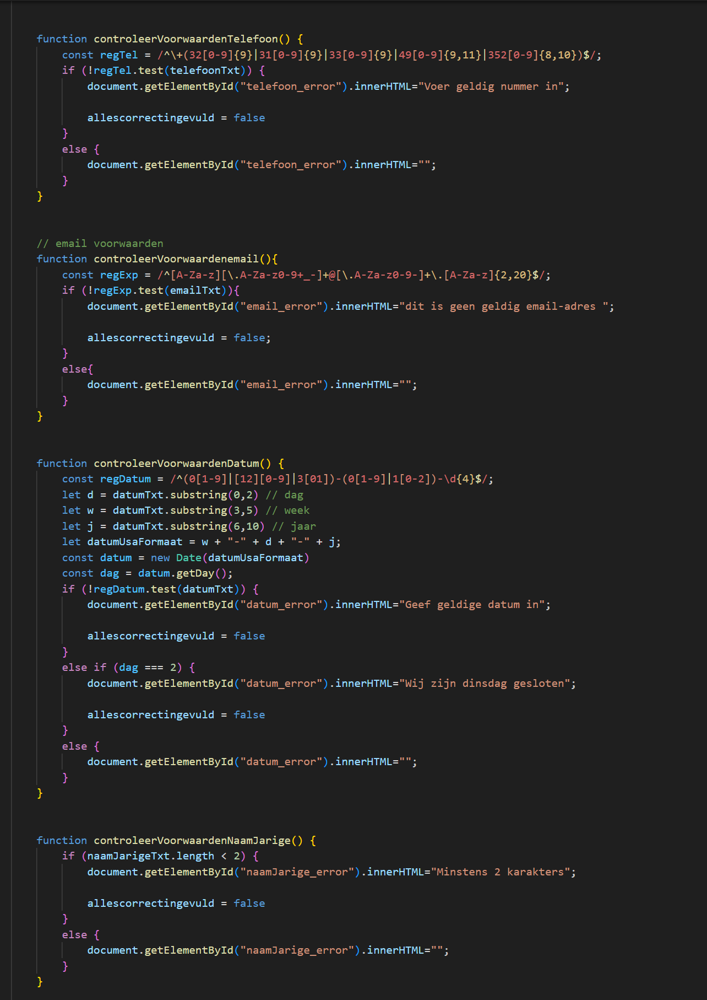 function controleerVoorwaardenTelefoon() {
const regTel = /^\+(32[0-9]{9}|31[0-9]{9}|33[0-9]{9}|49[0-9]{9,11}|352[0-9]{8,10})$/;
if (!regTel.test(telefoonTxt)) {
document.getElementById("telefoon_error").innerHTML="Voer geldig nummer in";
allescorrectingevuld = false
}
else {
document.getElementById("telefoon_error").innerHTML="";
}
}
// email voorwaarden
function controleerVoorwaardenemail(){
const regExp = /^[A-Za-z][\.A-Za-z0-9+_-]+@[\.A-Za-z0-9-]+\.[A-Za-z]{2,20}$/;
if (!regExp.test(emailTxt)){
document.getElementById("email_error").innerHTML="dit is geen geldig email-adres ";
allescorrectingevuld = false;
}
else{
document.getElementById("email_error").innerHTML="";
}
}
function controleerVoorwaardenDatum() {
const regDatum = /^(0[1-9]|[12][0-9]|3[01])-(0[1-9]|1[0-2])-\d{4}$/;
let d = datumTxt.substring(0,2) // dag
let w = datumTxt.substring(3,5) // week
let j = datumTxt.substring(6,10) // jaar
let datumUsaFormaat = w + "-" + d + "-" + j;
const datum = new Date(datumUsaFormaat)
const dag = datum.getDay();
if (!regDatum.test(datumTxt)) {
document.getElementById("datum_error").innerHTML="Geef geldige datum in";
allescorrectingevuld = false
}
else if (dag === 2) {
document.getElementById("datum_error").innerHTML="Wij zijn dinsdag gesloten";
allescorrectingevuld = false
}
else {
document.getElementById("datum_error").innerHTML="";
}
}
function controleerVoorwaardenNaamJarige() {
if (naamJarigeTxt.length < 2) {
document.getElementById("naamJarige_error").innerHTML="Minstens 2 karakters";
allescorrectingevuld = false
}
else {
document.getElementById("naamJarige_error").innerHTML="";
}
}